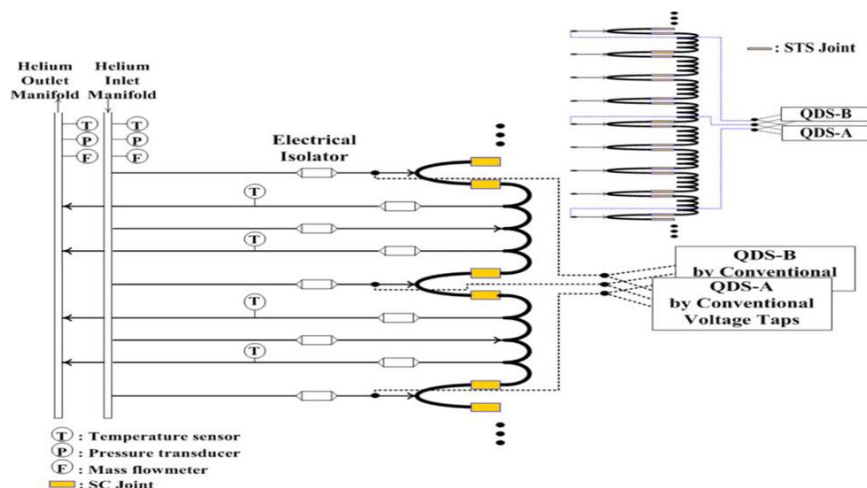 Helium
Outlet
Manifold
Helium
Inlet
Manifold
T
P
F
T
P
F
Electrical
Isolator
T
T
T
T
: STS Joint
QDS-B
QDS-A
QDS-B
by Conventional
QDS-A
by Conventional
Voltage Taps
T : Temperature sensor
P : Pressure transducer
F : Mass flowmeter
: SC Joint